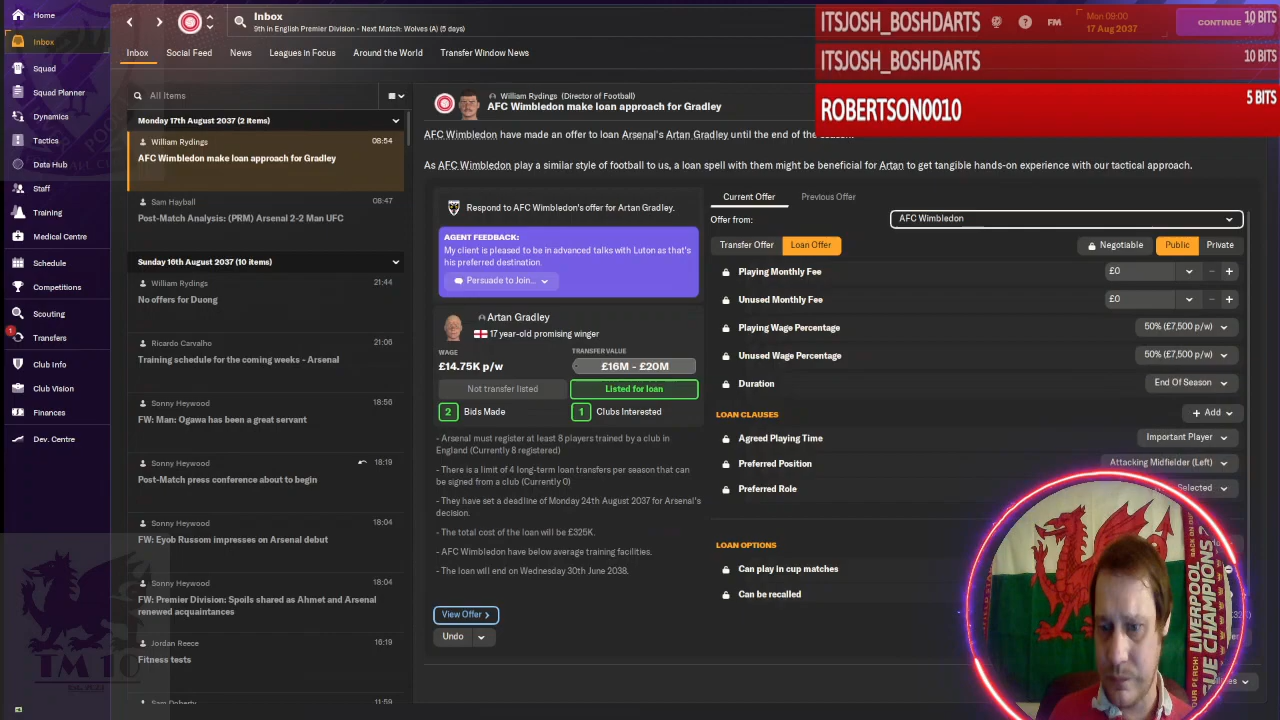 Home
Inbox
Squad
Squad Planner
Dynamics
Tactics
Data Hub
Staff
Training
Medical Centre
Schedule
Competitions
Scouting
1
Transfers
Club Info
Club Vision
Finances
Dev. Centre
TM 10
Inbox
9th in English Premier Division - Next Match: Wolves (A) (5 days)
FM
Mon 09:00
17 Aug 2037
CONTINUE
ITSJOSH_BOSHDARTS
10 BITS
ITSJOSH_BOSHDARTS
10 BITS
ROBERTSON0010
5 BITS
Inbox
Social Feed
News
Leagues in Focus
Around the World
Transfer Window News
All Items
Monday 17th August 2037 (2 Items)
William Rydings
08:54
AFC Wimbledon make loan approach for Gradley
Sam Hayball
08:47
Post-Match Analysis: (PRM) Arsenal 2-2 Man UFC
Sunday 16th August 2037 (10 Items)
William Rydings
21:44
No offers for Duong
Ricardo Carvalho
21:06
Training schedule for the coming weeks - Arsenal
Sonny Heywood
18:56
FW: Man: Ogawa has been a great servant
Sonny Heywood
18:19
Post-Match press conference about to begin
Sonny Heywood
18:04
FW: Eyob Russom impresses on Arsenal debut
Sonny Heywood
18:04
FW: Premier Division: Spoils shared as Ahmet and Arsenal
renewed acquaintances
Jordan Reece
16:19
Fitness tests
Sam Doherty
11:59
William Rydings (Director of Football)
AFC Wimbledon make loan approach for Gradley
AFC Wimbledon have made an offer to loan Arsenal's Artan Gradley until the end of the season.
As AFC Wimbledon play a similar style of football to us, a loan spell with them might be beneficial for Artan to get tangible hands-on experience with our tactical approach.
Respond to AFC Wimbledon's offer for Artan Gradley.
AGENT FEEDBACK:
My client is pleased to be in advanced talks with Luton as that's
his preferred destination.
Persuade to Join...
Artan Gradley
17 year-old promising winger
WAGE
TRANSFER VALUE
£14.75K p/w
£16M - £20M
Not transfer listed
Listed for loan
2
Bids Made
1
Clubs Interested
- Arsenal must register at least 8 players trained by a club in
England (Currently 8 registered)
- There is a limit of 4 long-term loan transfers per season that can
be signed from a club (Currently 0)
- They have set a deadline of Monday 24th August 2037 for Arsenal's
decision.
- The total cost of the loan will be £325K.
- AFC Wimbledon have below average training facilities.
- The loan will end on Wednesday 30th June 2038.
View Offer
Undo
Current Offer
Previous Offer
Offer from:
AFC Wimbledon
Transfer Offer
Loan Offer
Negotiable
Public
Private
Playing Monthly Fee
£0
Unused Monthly Fee
£0
Playing Wage Percentage
50% (£7,500 p/w)
Unused Wage Percentage
50% (£7,500 p/w)
Duration
End Of Season
LOAN CLAUSES
Add
Agreed Playing Time
Important Player
Preferred Position
Attacking Midfielder (Left)
Preferred Role
Selected
LOAN OPTIONS
Can play in cup matches
Can be recalled
LIVERPOOL